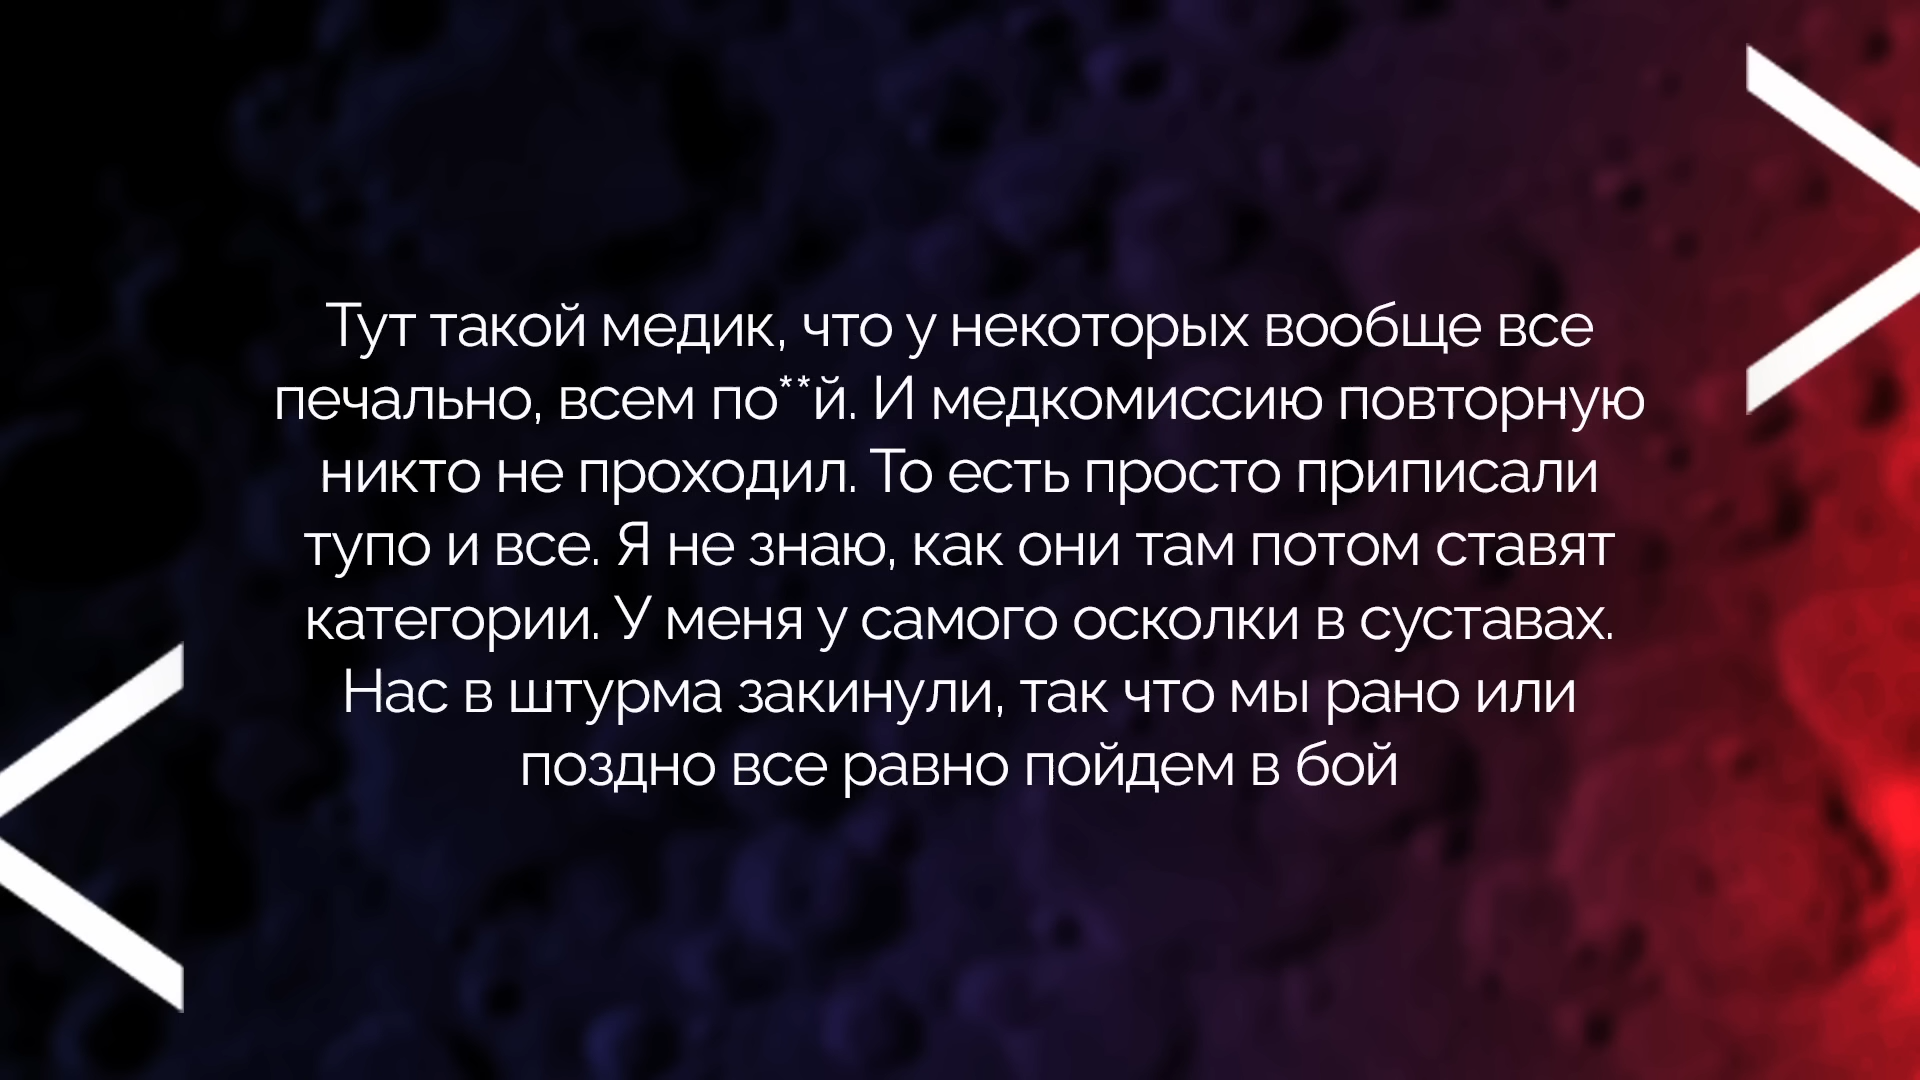 Тут такой медик, что у некоторых вообще все
печально, всем по**й. И медкомиссию повторную
никто не проходил. То есть просто приписали
тупо и все. Я не знаю, как они там потом ставят
категории. У меня у самого осколки в суставах.
Нас в штурма закинули, так что мы рано или
поздно все равно пойдем в бой